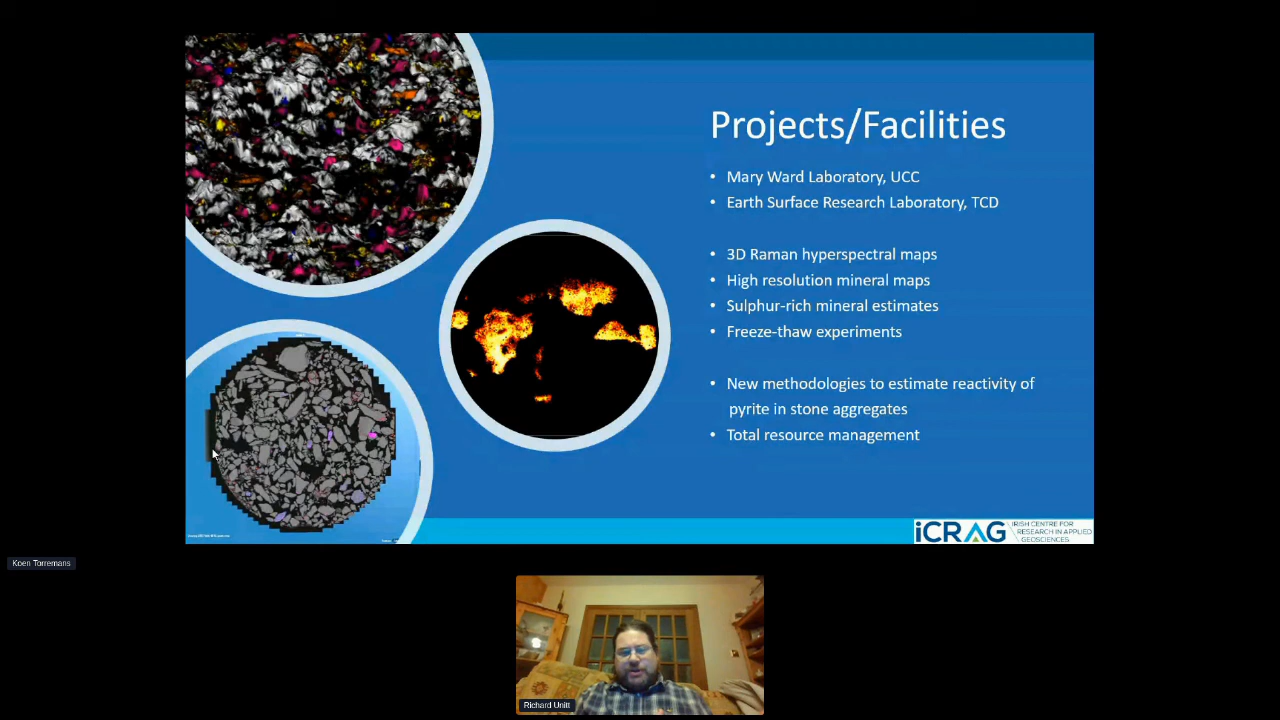 Projects/Facilities
• Mary Ward Laboratory, UCC
• Earth Surface Research Laboratory, TCD
• 3D Raman hyperspectral maps
• High resolution mineral maps
• Sulphur-rich mineral estimates
• Freeze-thaw experiments
• New methodologies to estimate reactivity of
pyrite in stone aggregates
• Total resource management
iCRAG
IRISH CENTRE FOR
RESEARCH IN APPLIED
GEOSCIENCES
Koen Torremans
Richard Unitt